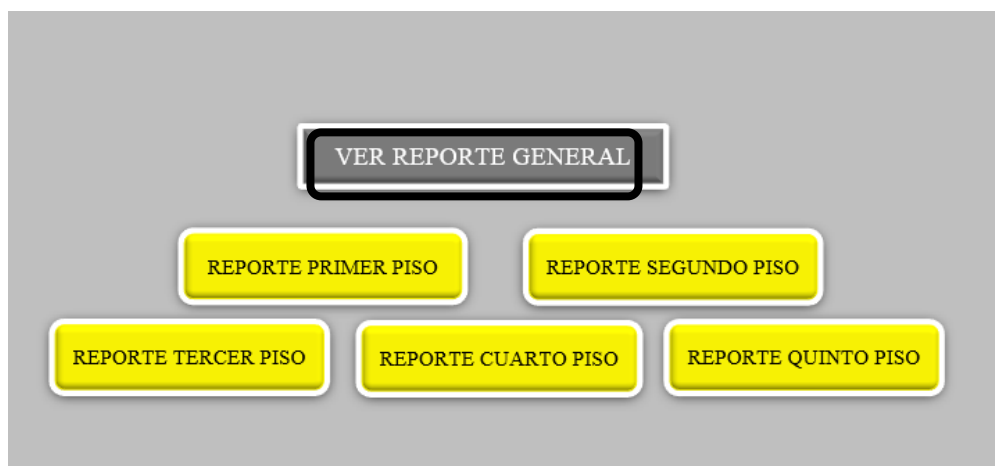 VER REPORTE GENERAL
REPORTE PRIMER PISO
REPORTE SEGUNDO PISO
REPORTE TERCER PISO
REPORTE CUARTO PISO
REPORTE QUINTO PISO